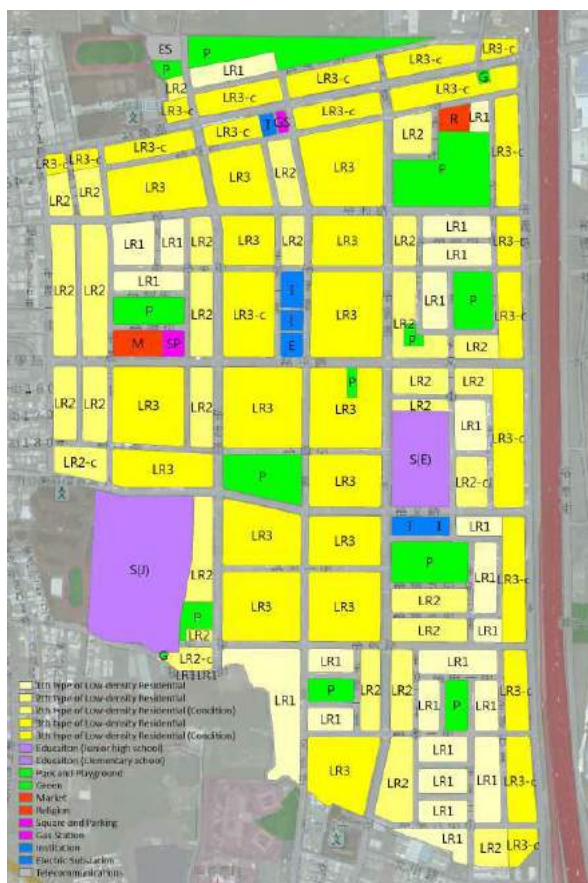 ES
P
LR3-c
P
LR1
LR3-c
LR2
LR3-c
LR3-c
G
LR3-c
LR3-c
LR3-c
LR3-c
I
GS
LR2
R
LR1
LR3-c
LR3-c
LR3-c
LR2
LR2
LR3
LR3
LR2
LR3
P
LR3-c
LR2
LR2
LR1
LR1
LR2
LR3
LR2
LR3
LR2
LR1
LR1
LR3-c
LR1
P
LR2
LR3-c
I
I
E
LR3
LR2
LR1
P
LR3-c
P
LR2
M
SP
LR2
LR2
LR3
LR2
LR3
P
LR3
LR2
LR2
LR2
LR1
LR3-c
LR2-c
LR3
P
LR3
S(E)
LR2-c
S(J)
LR2
LR3
LR3
I
I
LR1
P
LR1
LR3-c
P
LR2
LR3
LR3
LR2
LR2
LR1
G
LR2-c
LR1
LR1
LR1
LR1
P
LR1
LR2
LR2
LR1
LR1
P
LR1
LR3-c
LR3
LR2
LR1
LR1
LR1
LR1
LR3-c
LR1
LR2
LR3-c
1th Type of Low-density Residential
2th Type of Low-density Residential
2th Type of Low-density Residential (Condition)
3th Type of Low-density Residential
3th Type of Low-density Residential (Condition)
Educaiton (Junior high school)
Educaiton (Elementary school)
Park and Playground
Green
Market
Religion
Square and Parking
Gas Station
Institution
Electric Substation
Telecommunications